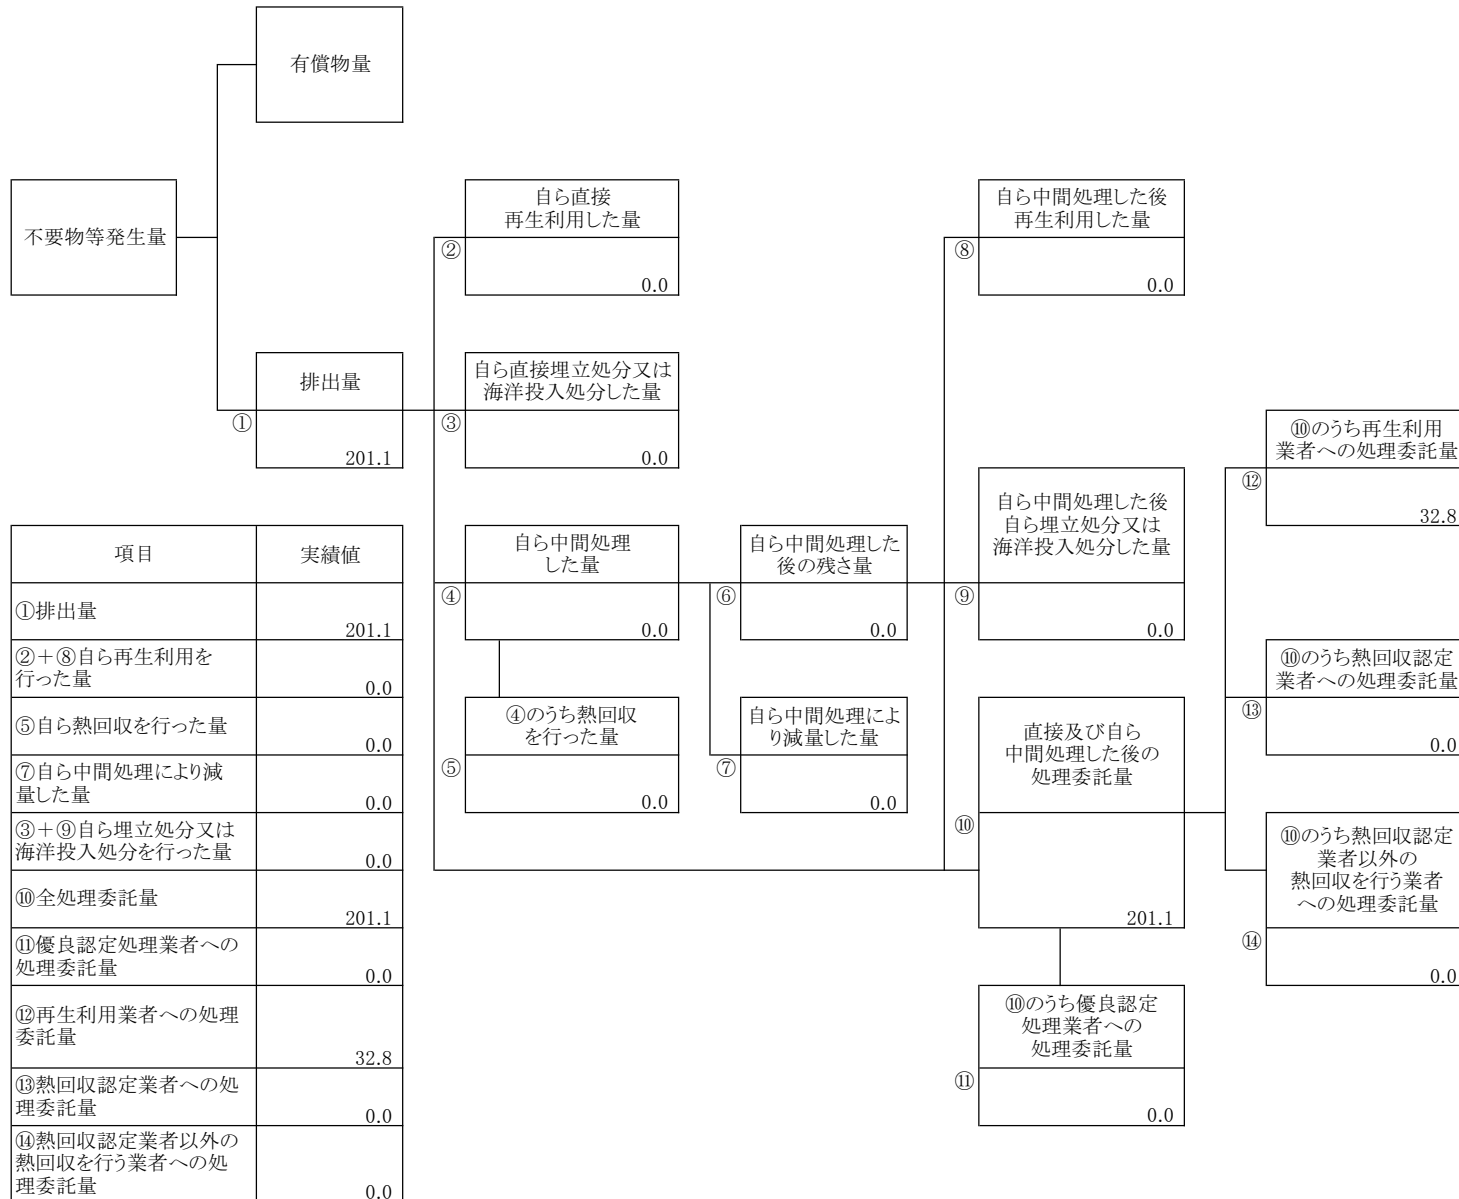 有償物量
不要物等発生量
自ら直接
再生利用した量
②
0.0
自ら中間処理した後
再生利用した量
⑧
0.0
排出量
①
201.1
自ら直接埋立処分又は
海洋投入処分した量
③
0.0
⑩のうち再生利用
業者への処理委託量
⑫
32.8
自ら中間処理
した量
④
0.0
自ら中間処理した
後の残さ量
⑥
0.0
自ら中間処理した後
自ら埋立処分又は
海洋投入処分した量
⑨
0.0
⑩のうち熱回収認定
業者への処理委託量
⑬
0.0
④のうち熱回収
を行った量
⑤
0.0
自ら中間処理によ
り減量した量
⑦
0.0
直接及び自ら
中間処理した後の
処理委託量
⑩
201.1
⑩のうち熱回収認定
業者以外の
熱回収を行う業者
への処理委託量
⑭
0.0
⑩のうち優良認定
処理業者への
処理委託量
⑪
0.0
項目 実績値
①排出量
201.1
②＋⑧自ら再生利用を
行った量
0.0
⑤自ら熱回収を行った量
0.0
⑦自ら中間処理により減
量した量
0.0
③＋⑨自ら埋立処分又は
海洋投入処分を行った量
0.0
⑩全処理委託量
201.1
⑪優良認定処理業者への
処理委託量
0.0
⑫再生利用業者への処理
委託量
32.8
⑬熱回収認定業者への処
理委託量
0.0
⑭熱回収認定業者以外の
熱回収を行う業者への処
理委託量
0.0